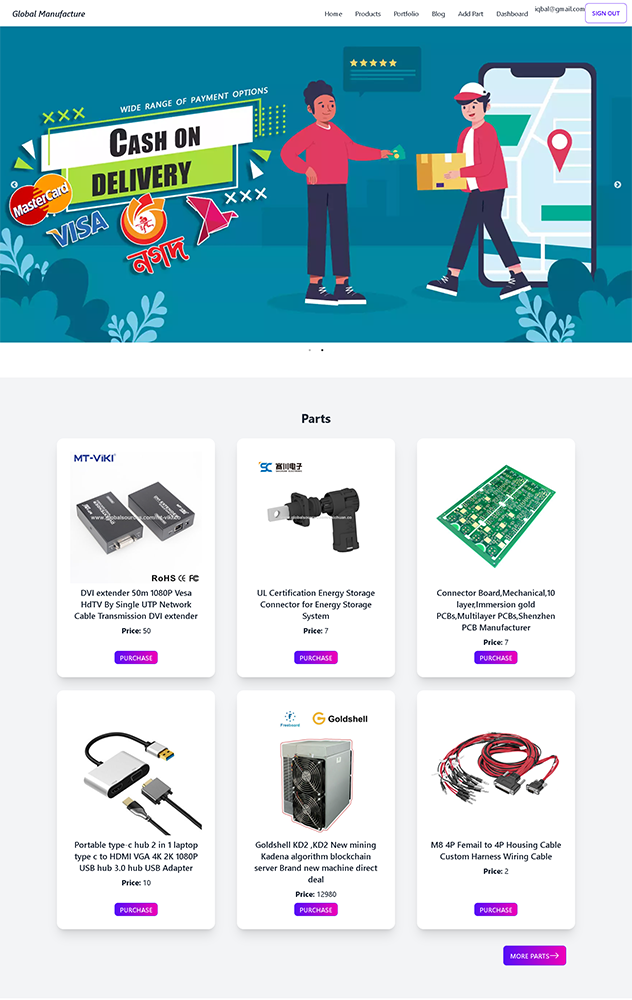 Global Manufacture
Home Products Portfolio Blog Add Part Dashboard iqbal@gmail.com SIGN OUT
WIDE RANGE OF PAYMENT OPTIONS
CASH ON
DELIVERY
MasterCard
VISA
নগদ
Parts
MT-ViKI
RoHS CE FC
DVI extender 50m 1080P Vesa
HdTV By Single UTP Network
Cable Transmission DVI extender
Price: 50
PURCHASE
SC 富川电子
UL Certification Energy Storage
Connector for Energy Storage
System
Price: 7
PURCHASE
Connector Board,Mechanical,10
layer,Immersion gold
PCBs,Multilayer PCBs,Shenzhen
PCB Manufacturer
Price: 7
PURCHASE
Portable type-c hub 2 in 1 laptop
type c to HDMI VGA 4K 2K 1080P
USB hub 3.0 hub USB Adapter
Price: 10
PURCHASE
Freeboard Goldshell
Goldshell KD2 ,KD2 New mining
Kadena algorithm blockchain
server Brand new machine direct
deal
Price: 12980
PURCHASE
M8 4P Femail to 4P Housing Cable
Custom Harness Wiring Cable
Price: 2
PURCHASE
MORE PARTS→